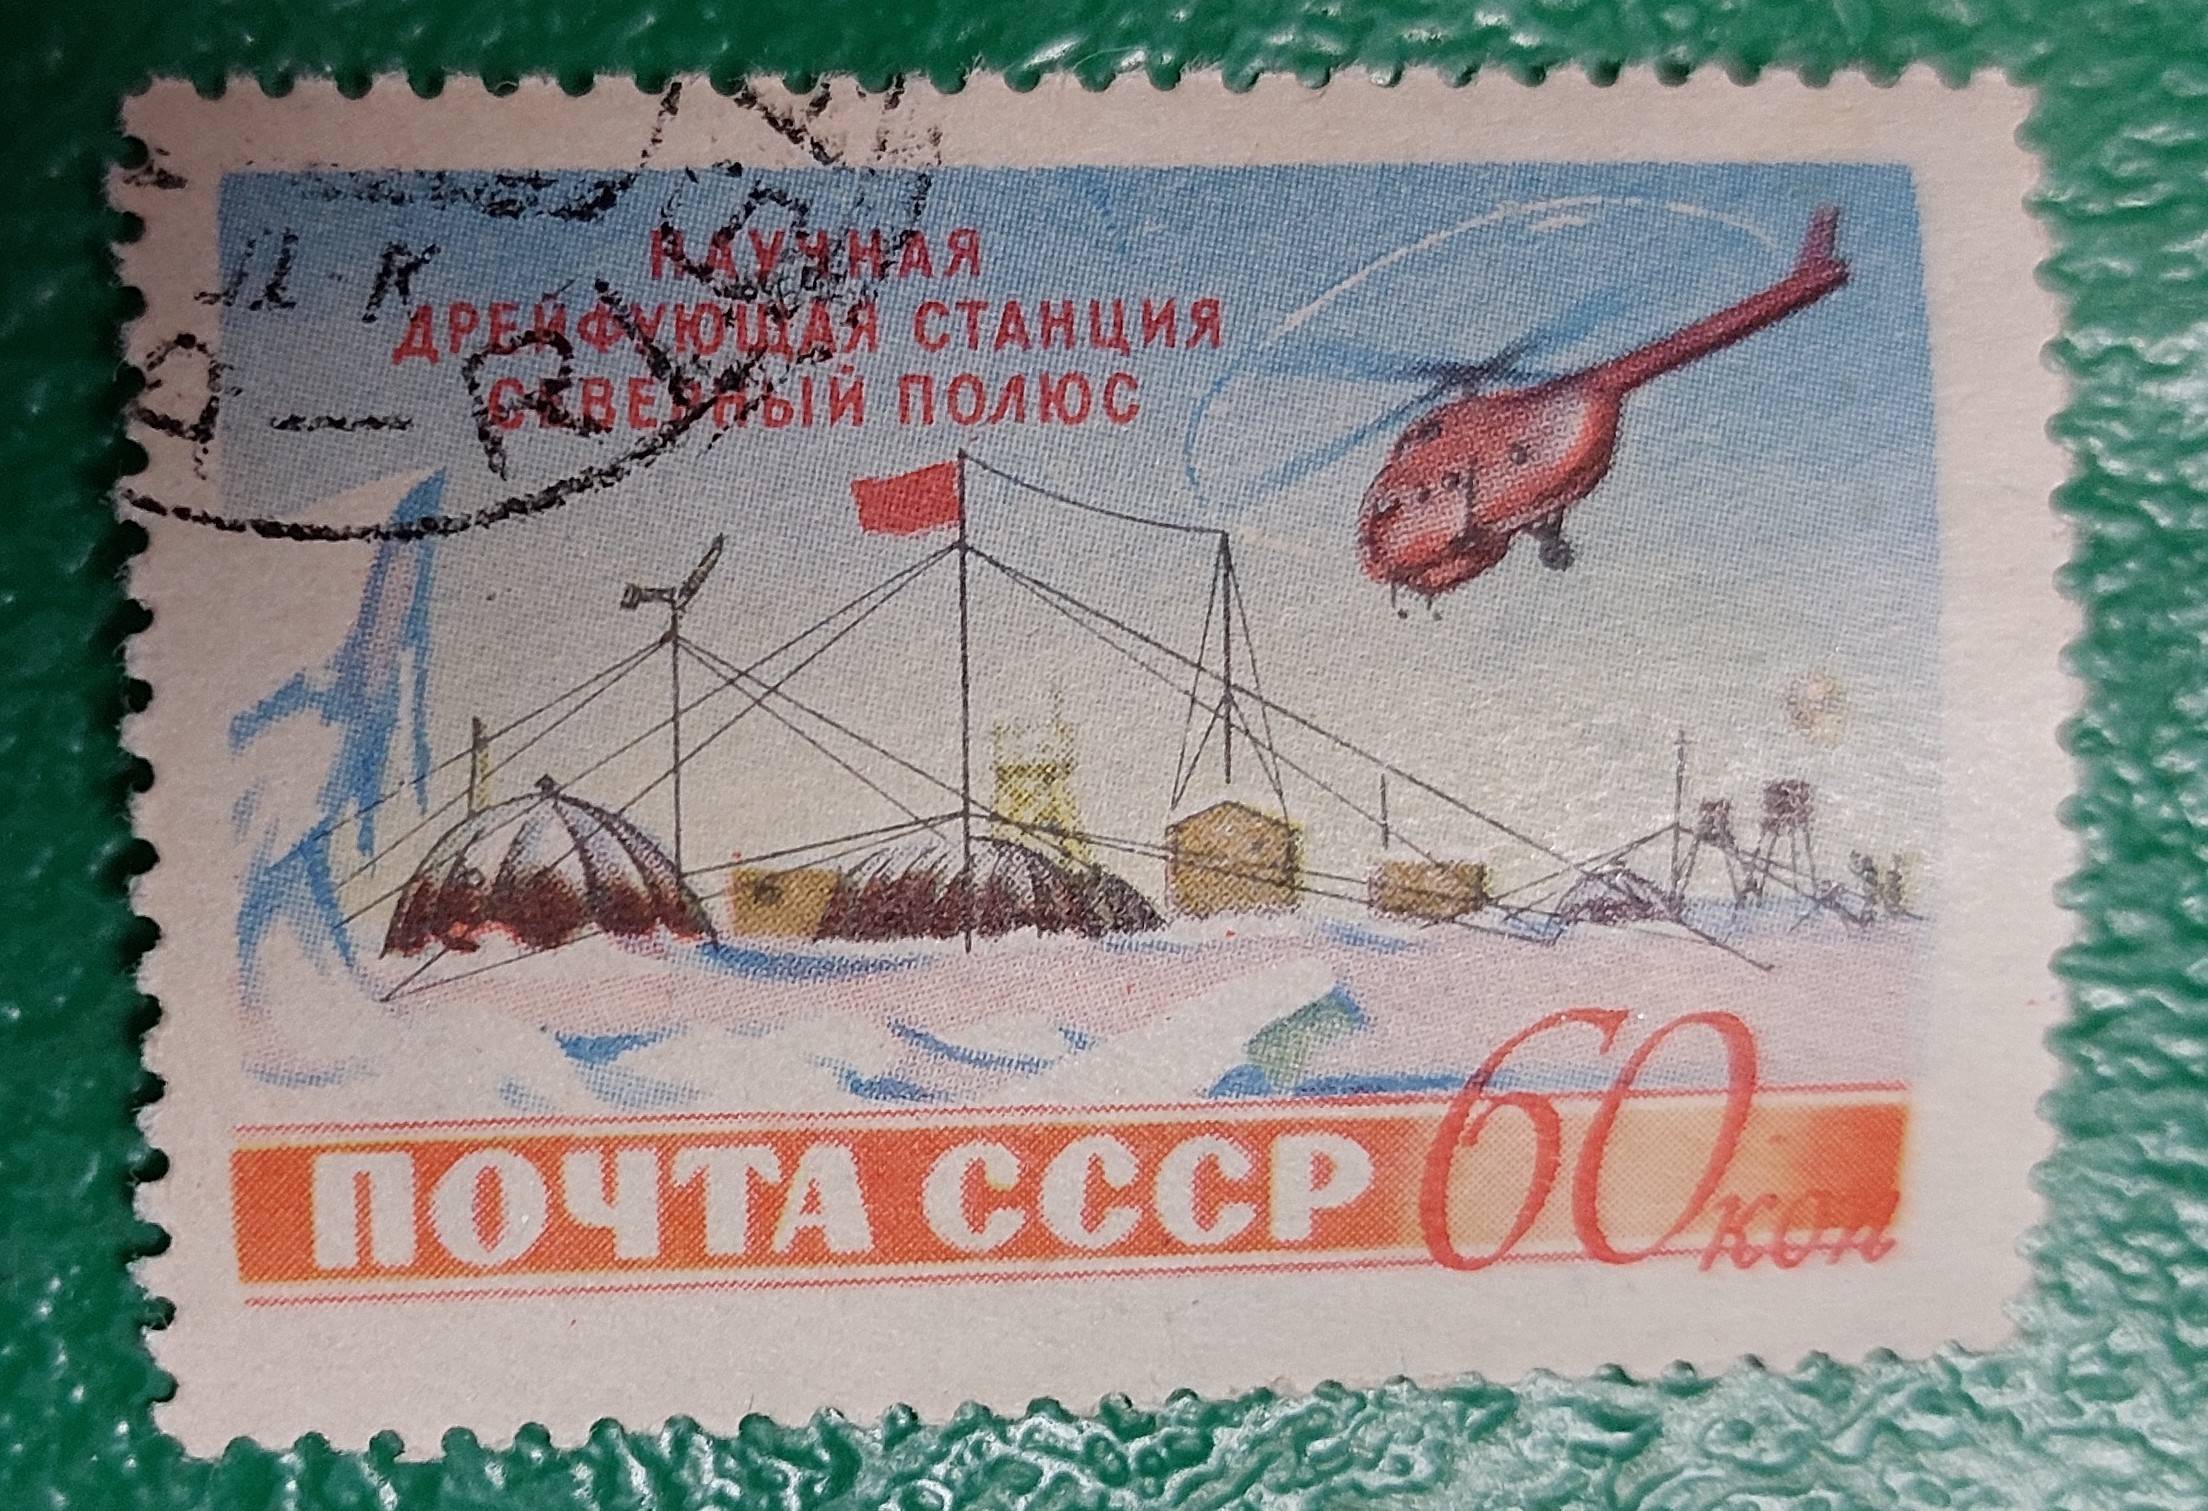 НАУЧНАЯ
ДРЕЙФУЮЩАЯ СТАНЦИЯ
СЕВЕРНЫЙ ПОЛЮС
ПОЧТА СССР 60 коп